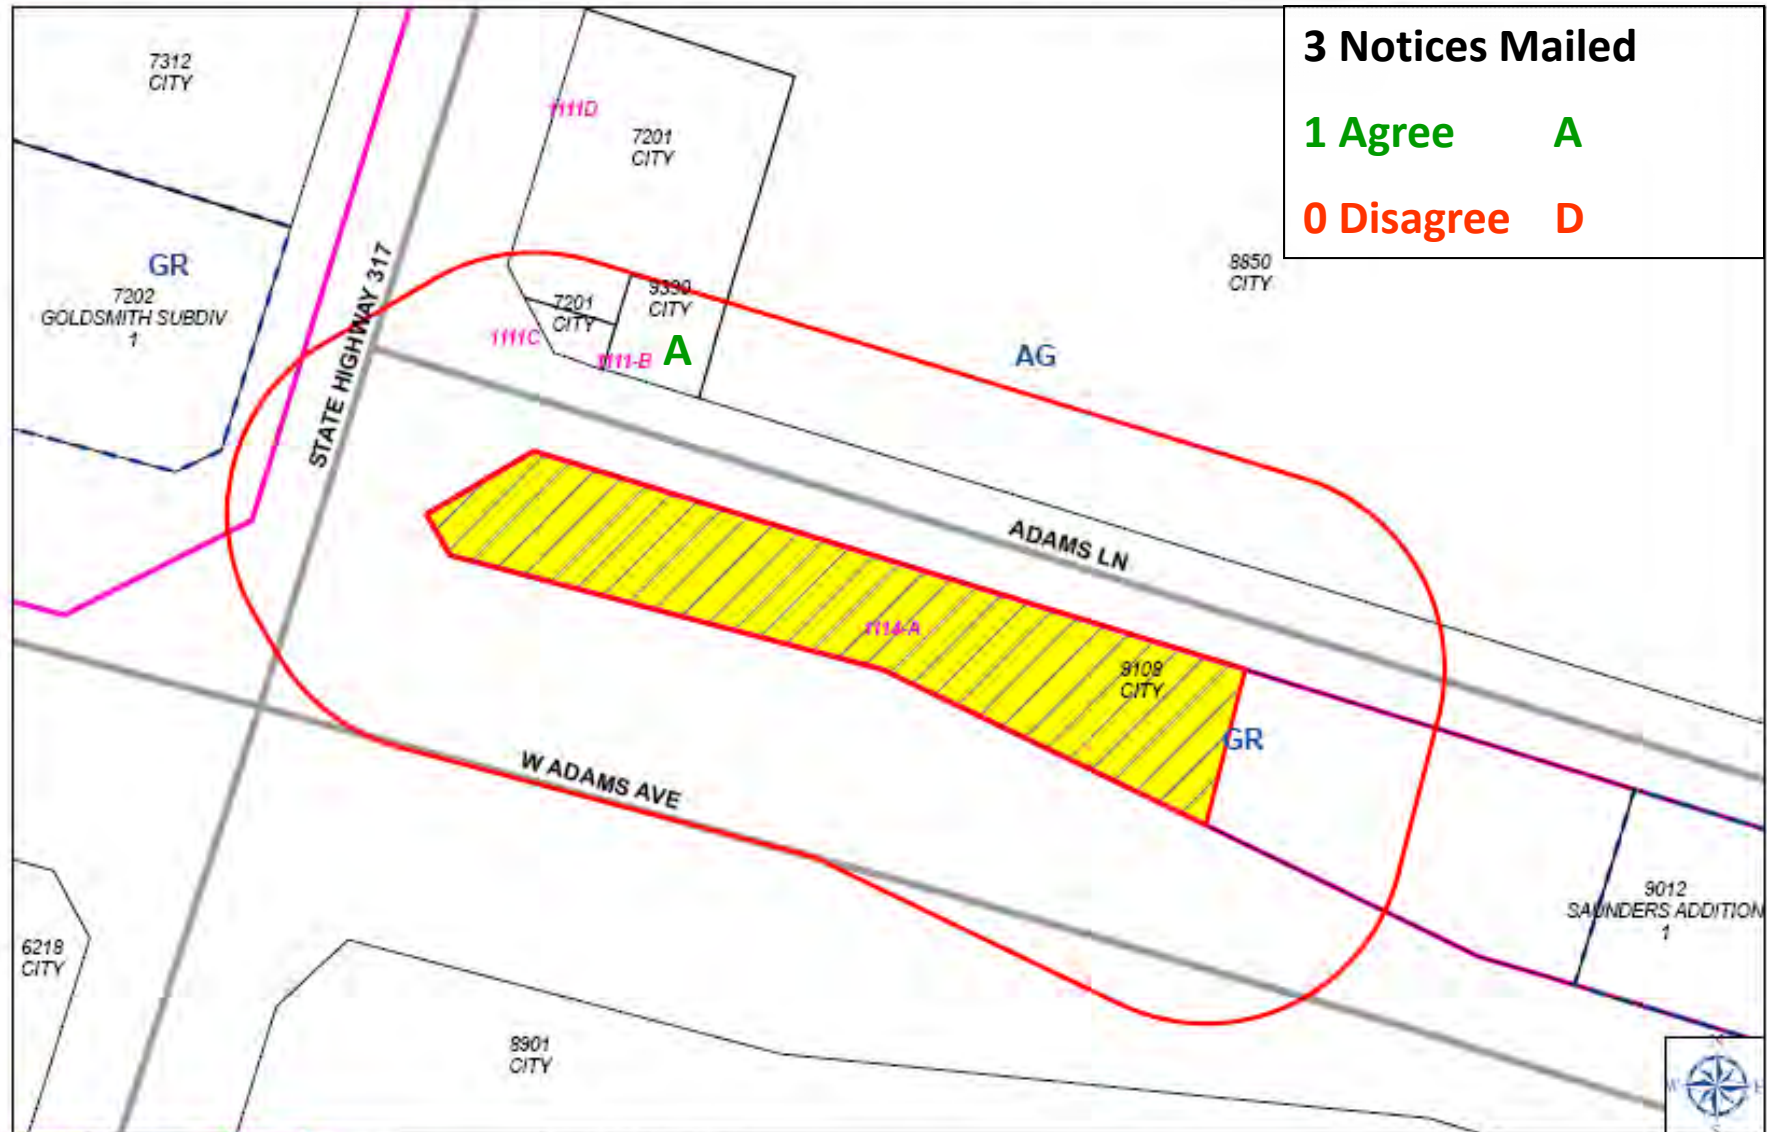 3 Notices Mailed
1 Agree A
0 Disagree D
7312
CITY
1111D
7201
CITY
GR
7202
GOLDSMITH SUBDIV
1
STATE HIGHWAY 317
7201
CITY
9330
CITY
1111C
1111-B
A
8850
CITY
AG
ADAMS LN
1114-A
9108
CITY
GR
W ADAMS AVE
9012
SAUNDERS ADDITION
1
6218
CITY
8901
CITY
W
E
S